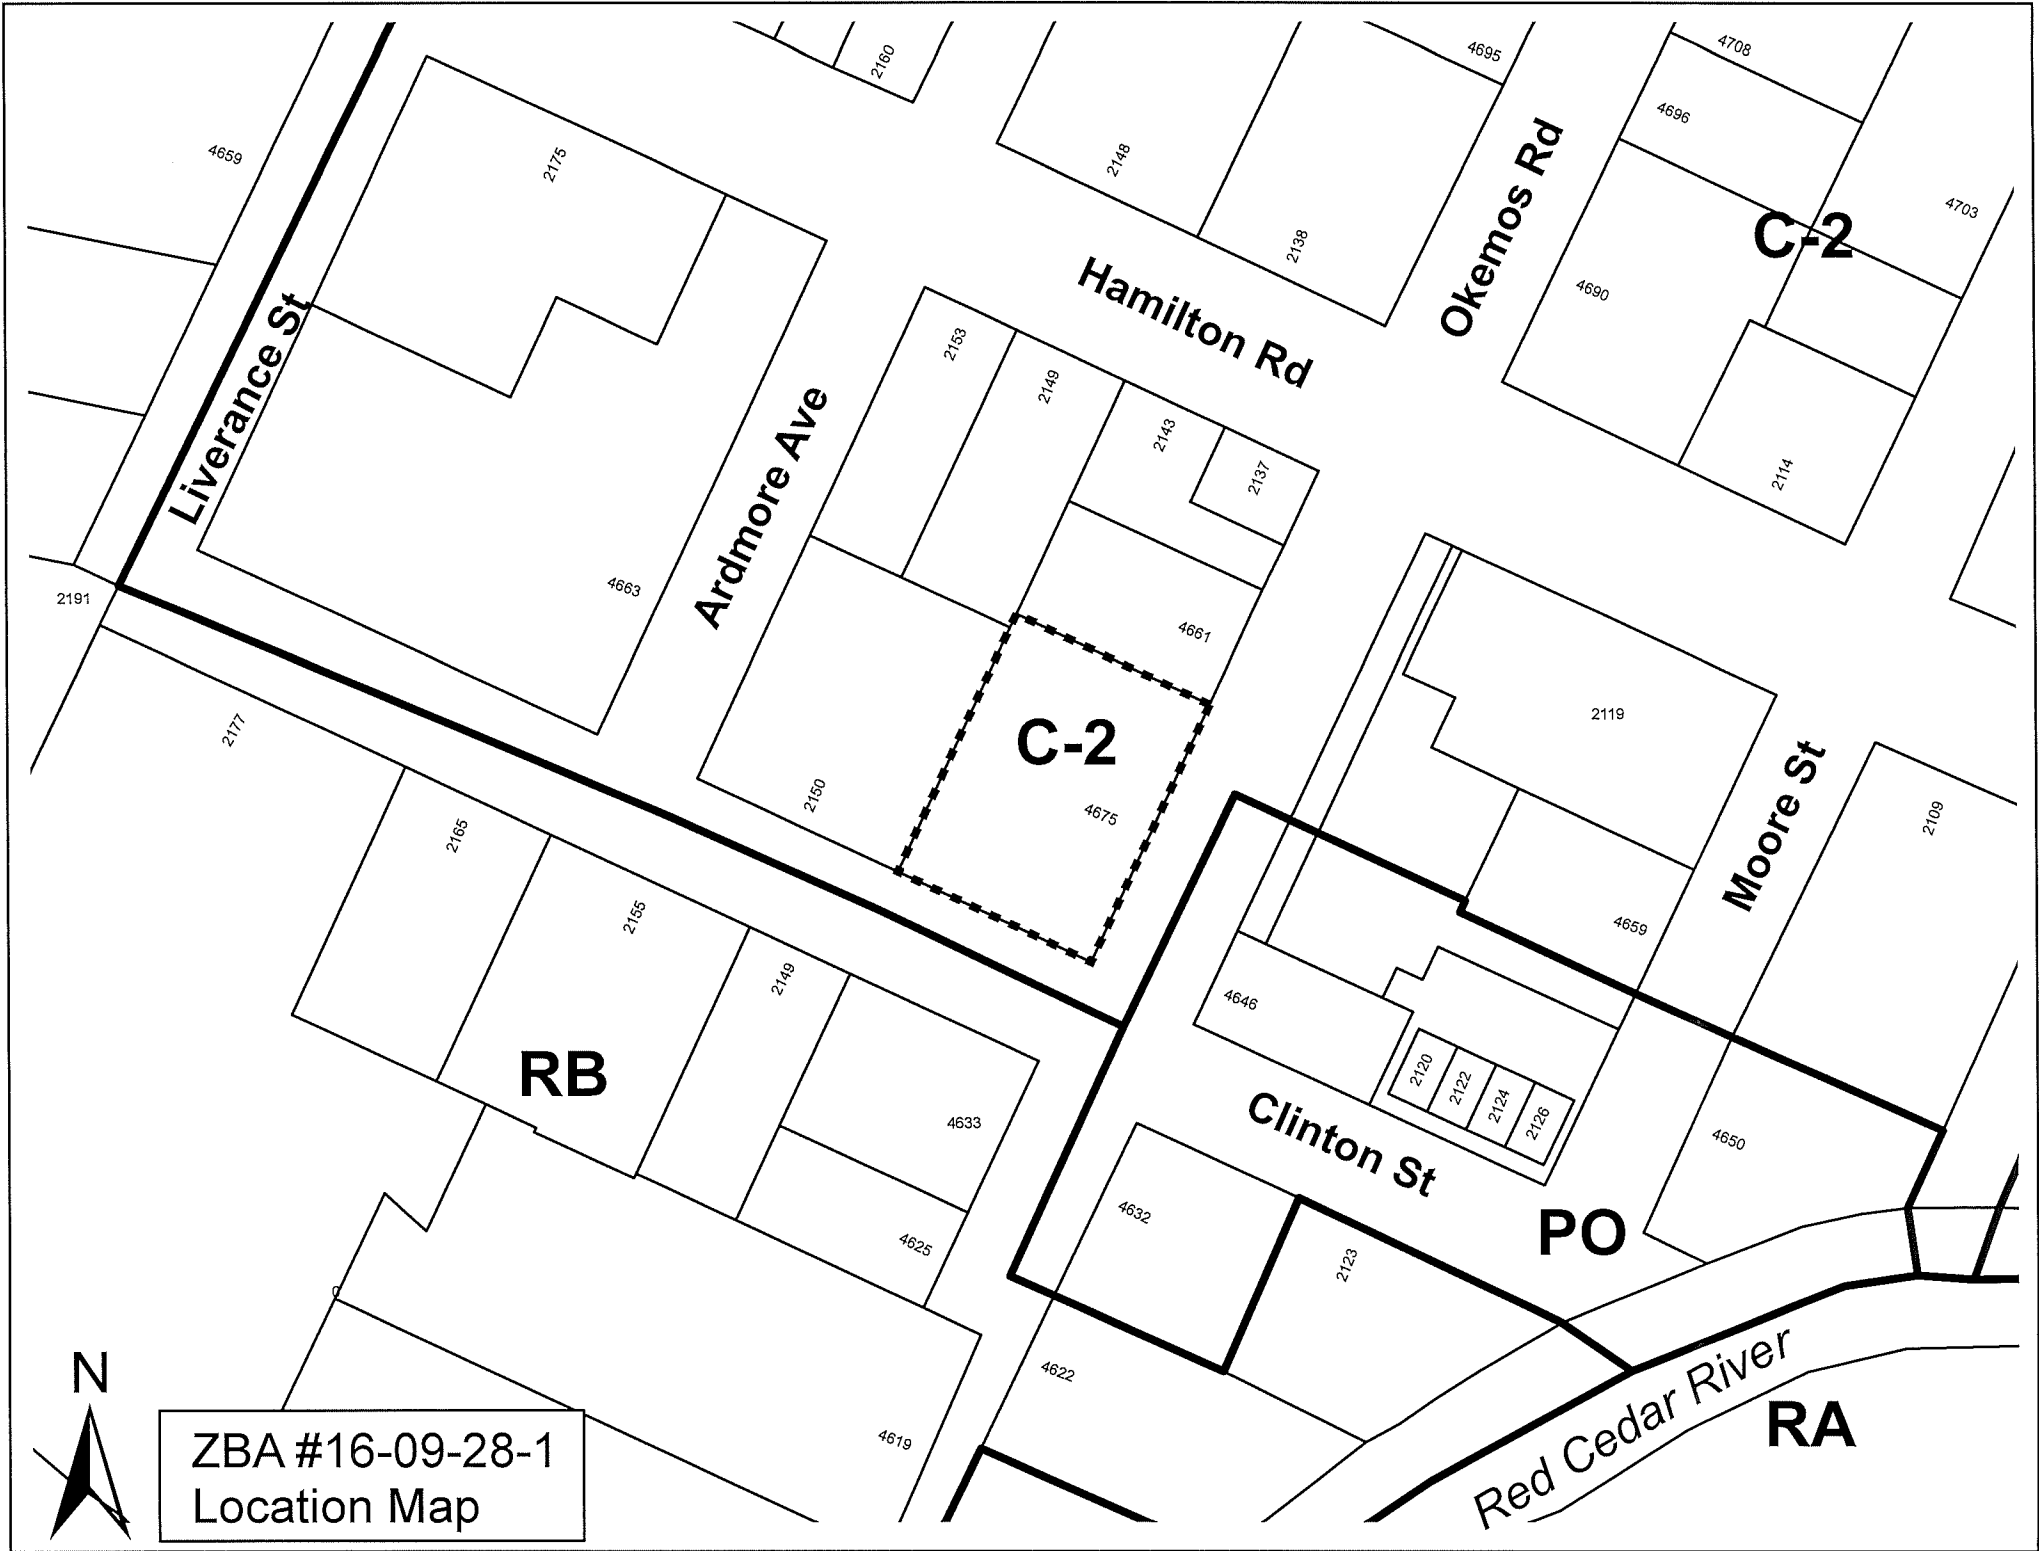 2160
4695
4708
4696
4659
2175
2148
2138
Okemos Rd
C-2
4703
4690
Hamilton Rd
Liverance St
2153
2149
2143
2137
2114
Ardmore Ave
4663
2191
4661
2177
C-2
4675
2150
2119
Moore St
2109
2165
2155
2149
4659
4646
RB
2120
2122
2124
2126
4633
Clinton St
4650
4632
PO
4625
2123
0
4622
Red Cedar River
RA
4619
N
ZBA #16-09-28-1
Location Map